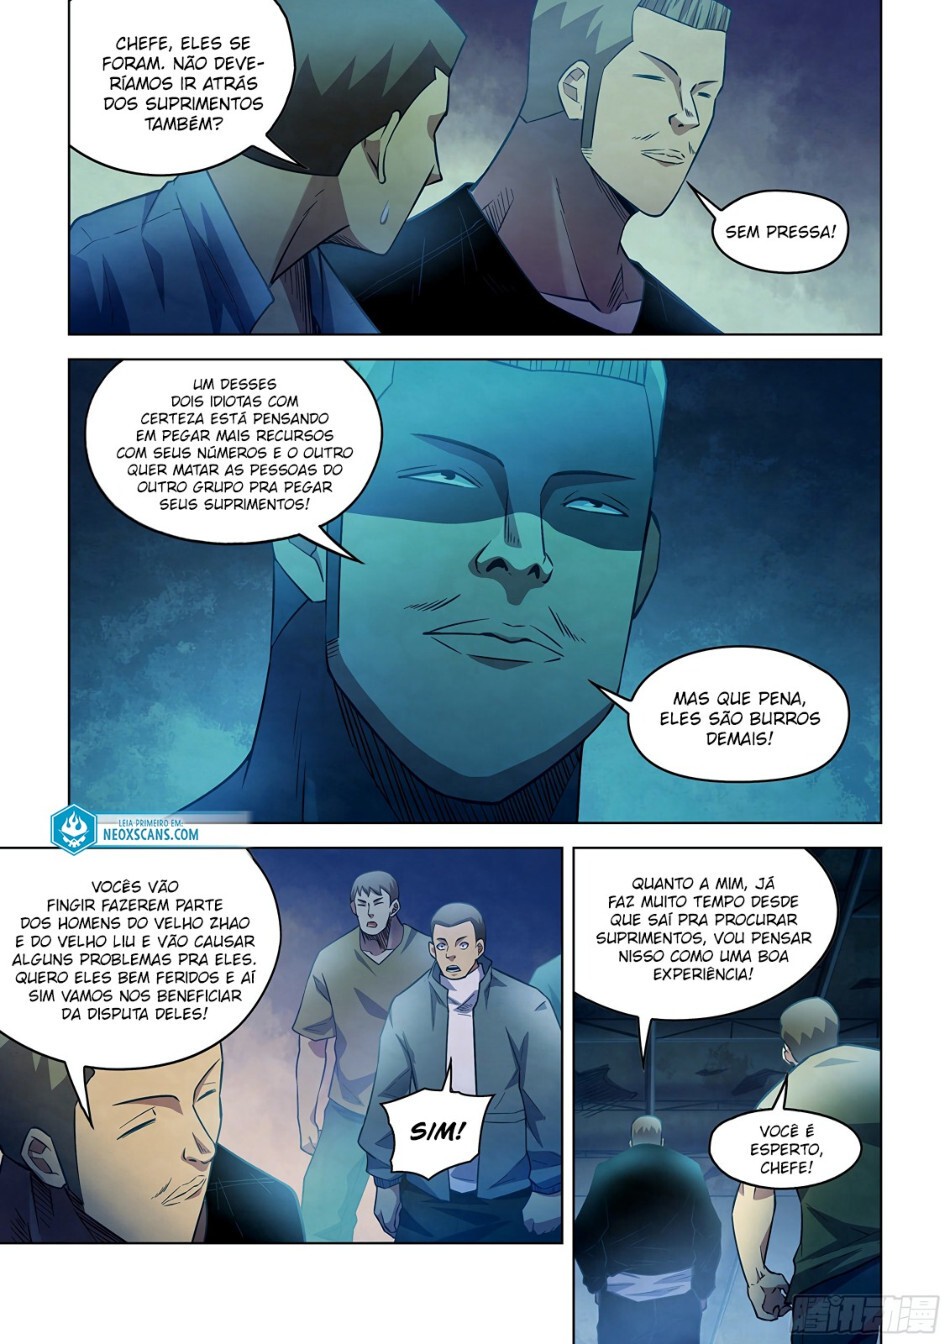 CHEFE, ELES SE
FORAM. NÃO DEVE-
RÍAMOS IR ATRÁS
DOS SUPRIMENTOS
TAMBÉM?
SEM PRESSA!
UM DESSES
DOIS IDIOTAS COM
CERTEZA ESTÁ PENSANDO
EM PEGAR MAIS RECURSOS
COM SEUS NÚMEROS E O OUTRO
QUER MATAR AS PESSOAS DO
OUTRO GRUPO PRA PEGAR
SEUS SUPRIMENTOS!
MAS QUE PENA,
ELES SÃO BURROS
DEMAIS!
LEIA PRIMEIRO EM:
NEOXSCANS.COM
VOCÊS VÃO
FINGIR FAZEREM PARTE
DOS HOMENS DO VELHO ZHAO
E DO VELHO LIU E VÃO CAUSAR
ALGUNS PROBLEMAS PRA ELES.
QUERO ELES BEM FERIDOS E AÍ
SIM VAMOS NOS BENEFICIAR
DA DISPUTA DELES!
SIM!
QUANTO A MIM, JÁ
FAZ MUITO TEMPO DESDE
QUE SAÍ PRA PROCURAR
SUPRIMENTOS, VOU PENSAR
NISSO COMO UMA BOA
EXPERIÊNCIA!
VOCÊ É
ESPERTO,
CHEFE!
腾讯动漫